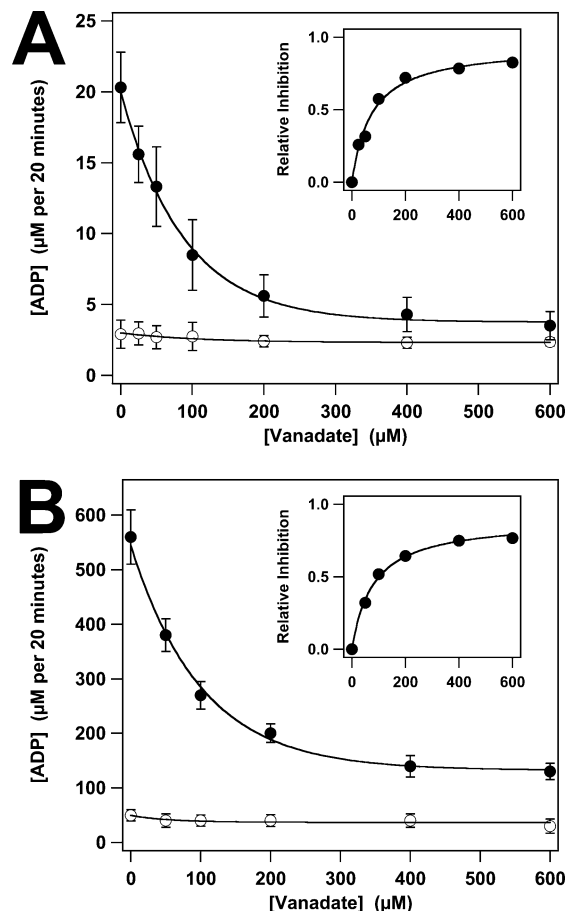 A
25
20
15
10
5
0
[ADP] (µM per 20 minutes)
0 100 200 300 400 500 600
[Vanadate] (µM)
1.0
0.5
0.0
Relative Inhibition
0 200 400 600
B
600
500
400
300
200
100
0
[ADP] (µM per 20 minutes)
0 100 200 300 400 500 600
[Vanadate] (µM)
1.0
0.5
0.0
Relative Inhibition
0 200 400 600